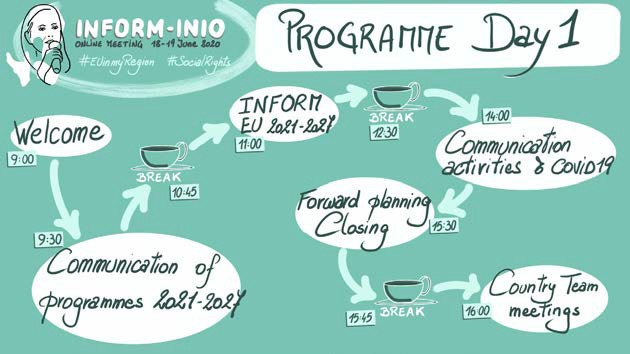 INFORM-INIO
ONLINE MEETING 18-19 June 2020
#EUinmyRegion #SocialRights
PROGRAMME Day 1
Welcome
9:00
9:30
Communication of
programmes 2021-2027
BREAK
10:45
INFORM
EU 2021-2027
11:00
BREAK
12:30
14:00
Communication
activities & COVID19
Forward planning
Closing
15:30
15:45
BREAK
16:00
Country Team
meetings